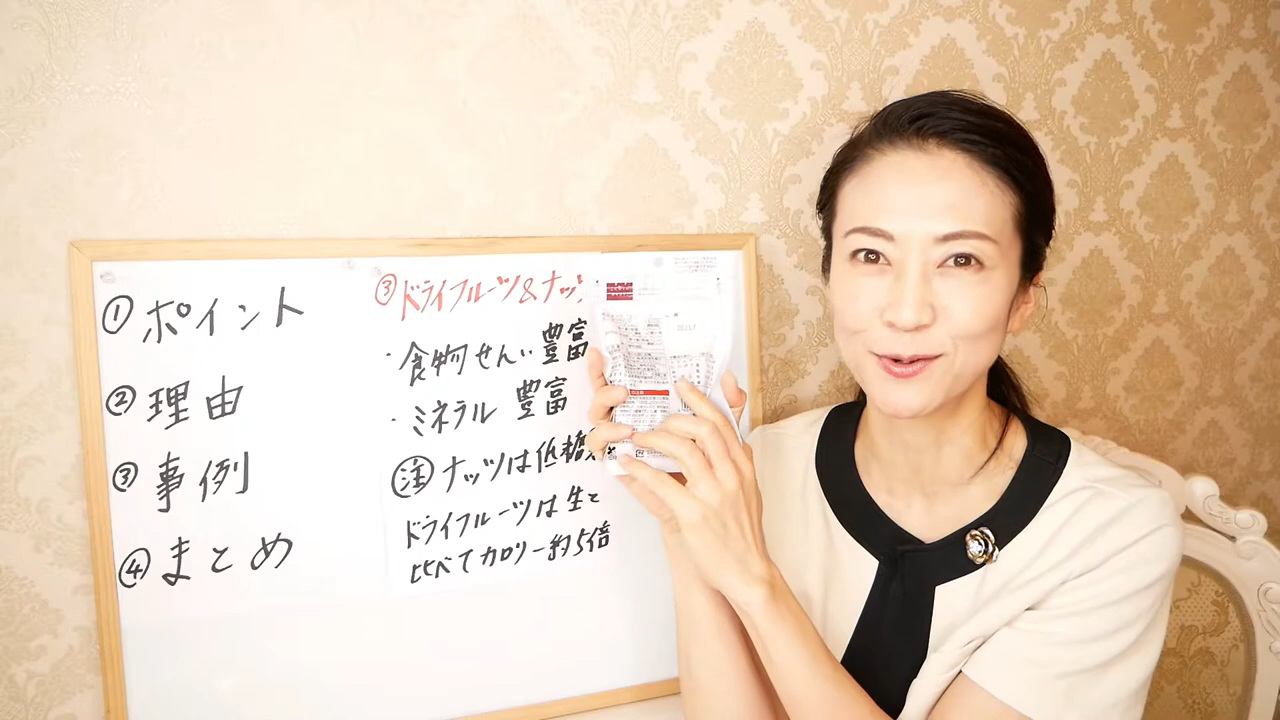 ①ポイント
②理由
③事例
④まとめ
③ドライフルーツ&ナッツ
・食物せんい豊富
・ミネラル 豊富
注 ナッツは低糖
ドライフルーツは生と
比べてカロリー約5倍